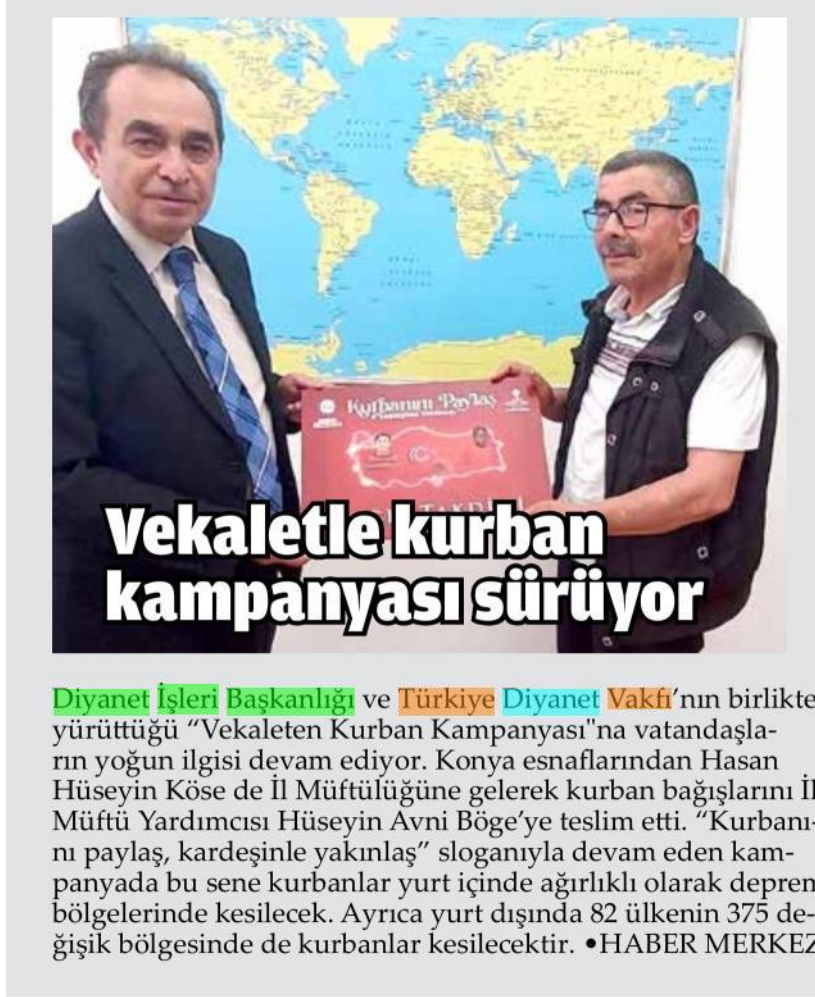 Kurbanını Paylaş
Vekaletle kurban
kampanyası sürüyor
Diyanet İşleri Başkanlığı ve Türkiye Diyanet Vakfı'nın birlikte
yürüttüğü “Vekaleten Kurban Kampanyası"na vatandaşla-
rın yoğun ilgisi devam ediyor. Konya esnaflarından Hasan
Hüseyin Köse de İl Müftülüğüne gelerek kurban bağışlarını İl
Müftü Yardımcısı Hüseyin Avni Böge’ye teslim etti. “Kurbanı-
nı paylaş, kardeşinle yakınlaş” sloganıyla devam eden kam-
panyada bu sene kurbanlar yurt içinde ağırlıklı olarak deprem
bölgelerinde kesilecek. Ayrıca yurt dışında 82 ülkenin 375 de-
ğişik bölgesinde de kurbanlar kesilecektir. •HABER MERKEZ